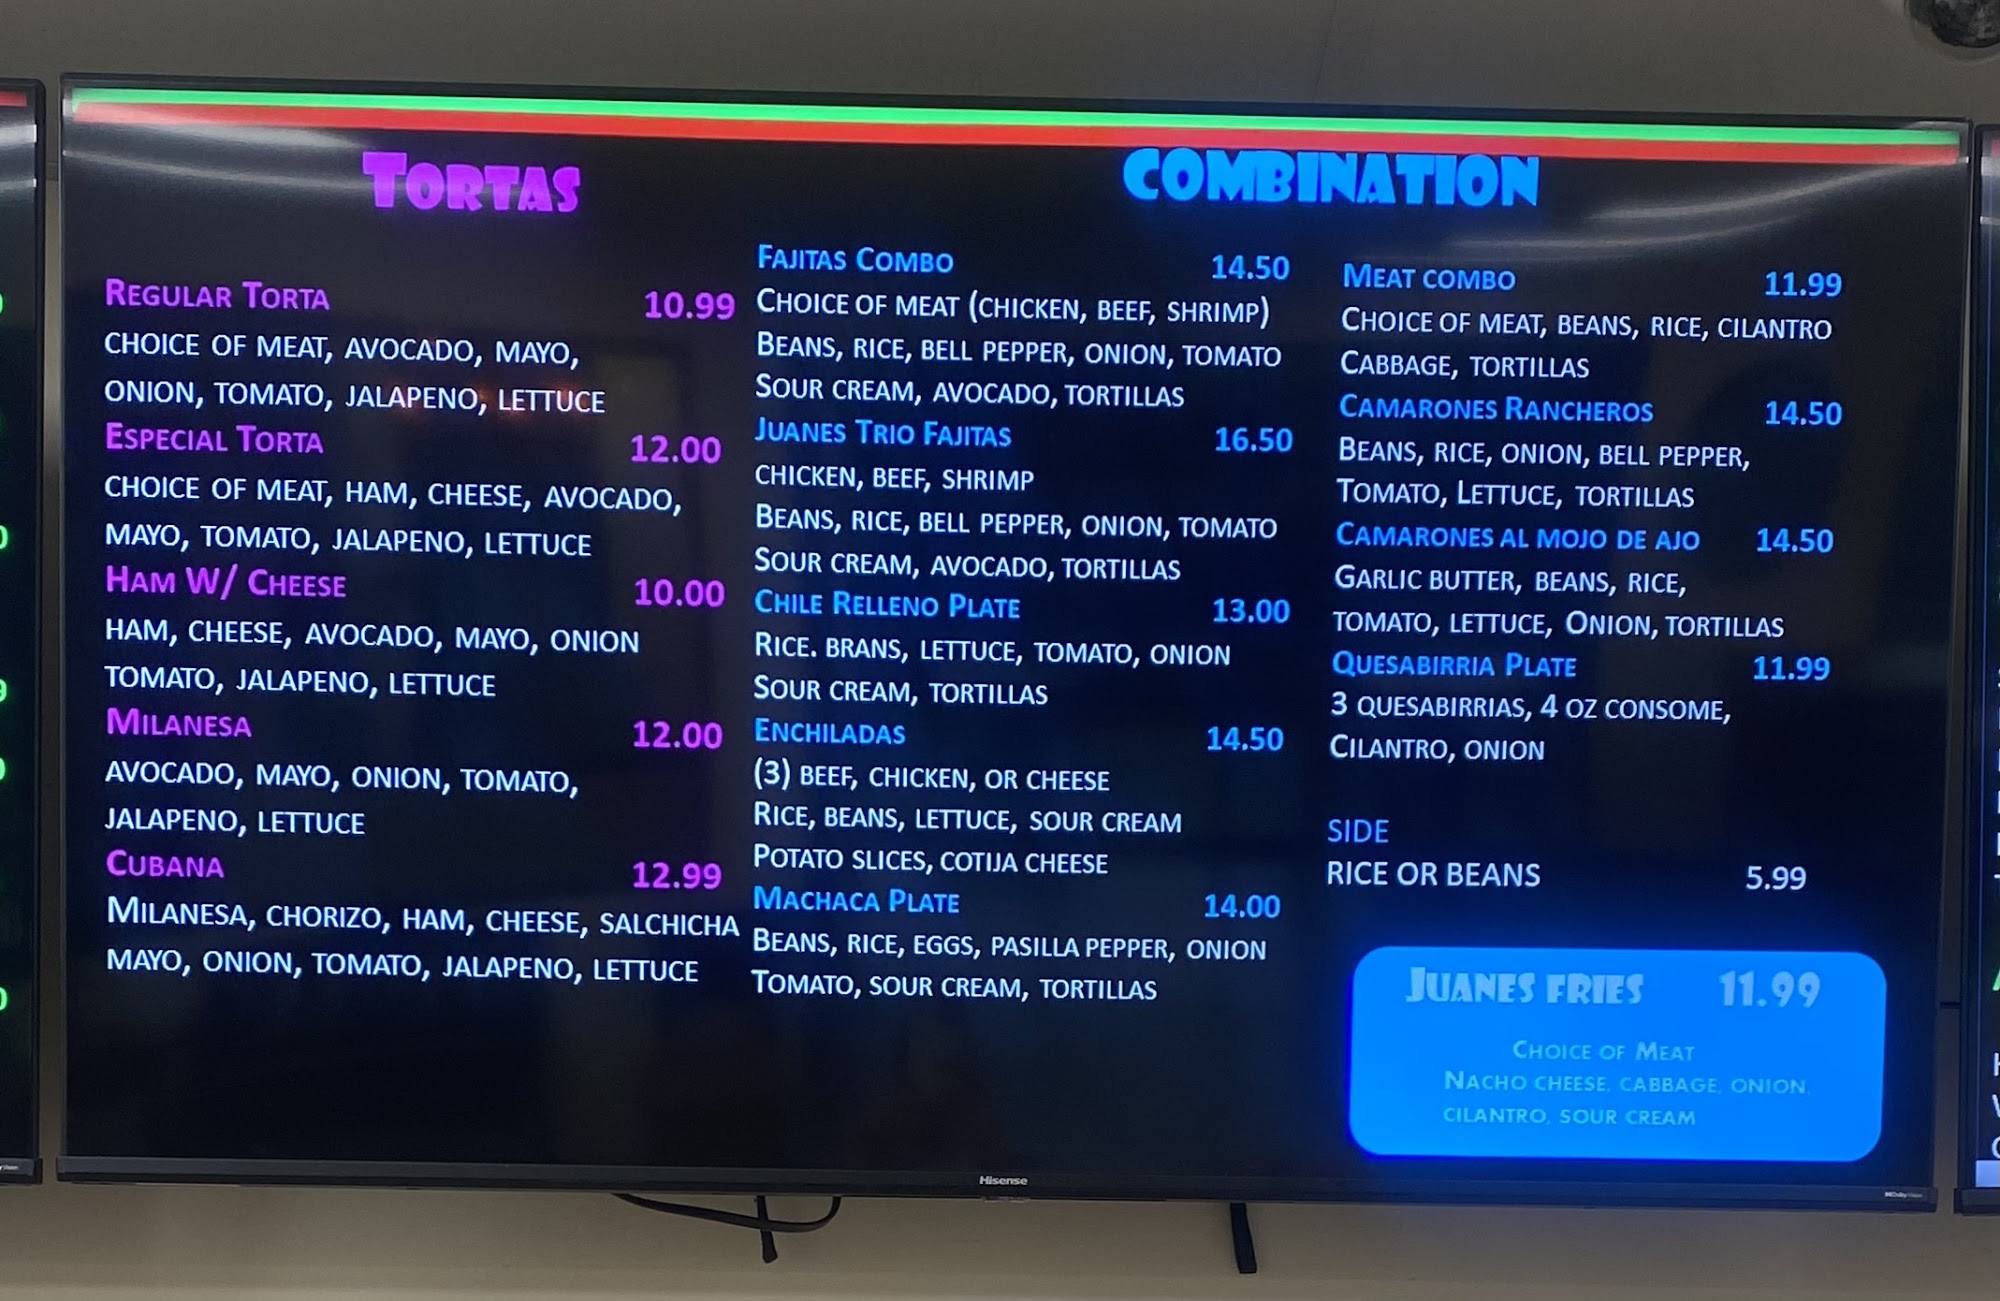 TORTAS
REGULAR TORTA 10.99
CHOICE OF MEAT, AVOCADO, MAYO,
ONION, TOMATO, JALAPENO, LETTUCE
ESPECIAL TORTA 12.00
CHOICE OF MEAT, HAM, CHEESE, AVOCADO,
MAYO, TOMATO, JALAPENO, LETTUCE
HAM W/ CHEESE 10.00
HAM, CHEESE, AVOCADO, MAYO, ONION
TOMATO, JALAPENO, LETTUCE
MILANESA 12.00
AVOCADO, MAYO, ONION, TOMATO,
JALAPENO, LETTUCE
CUBANA 12.99
MILANESA, CHORIZO, HAM, CHEESE, SALCHICHA
MAYO, ONION, TOMATO, JALAPENO, LETTUCE
COMBINATION
FAJITAS COMBO 14.50
CHOICE OF MEAT (CHICKEN, BEEF, SHRIMP)
BEANS, RICE, BELL PEPPER, ONION, TOMATO
SOUR CREAM, AVOCADO, TORTILLAS
JUANES TRIO FAJITAS 16.50
CHICKEN, BEEF, SHRIMP
BEANS, RICE, BELL PEPPER, ONION, TOMATO
SOUR CREAM, AVOCADO, TORTILLAS
CHILE RELLENO PLATE 13.00
RICE. BRANS, LETTUCE, TOMATO, ONION
SOUR CREAM, TORTILLAS
ENCHILADAS 14.50
(3) BEEF, CHICKEN, OR CHEESE
RICE, BEANS, LETTUCE, SOUR CREAM
POTATO SLICES, COTIJA CHEESE
MACHACA PLATE 14.00
BEANS, RICE, EGGS, PASILLA PEPPER, ONION
TOMATO, SOUR CREAM, TORTILLAS
MEAT COMBO 11.99
CHOICE OF MEAT, BEANS, RICE, CILANTRO
CABBAGE, TORTILLAS
CAMARONES RANCHEROS 14.50
BEANS, RICE, ONION, BELL PEPPER,
TOMATO, LETTUCE, TORTILLAS
CAMARONES AL MOJO DE AJO 14.50
GARLIC BUTTER, BEANS, RICE,
TOMATO, LETTUCE, ONION, TORTILLAS
QUESABIRRIA PLATE 11.99
3 QUESABIRRIAS, 4 OZ CONSOME,
CILANTRO, ONION
SIDE
RICE OR BEANS 5.99
JUANES FRIES 11.99
CHOICE OF MEAT
NACHO CHEESE, CABBAGE, ONION,
CILANTRO, SOUR CREAM
Hisense
Dolby Vision